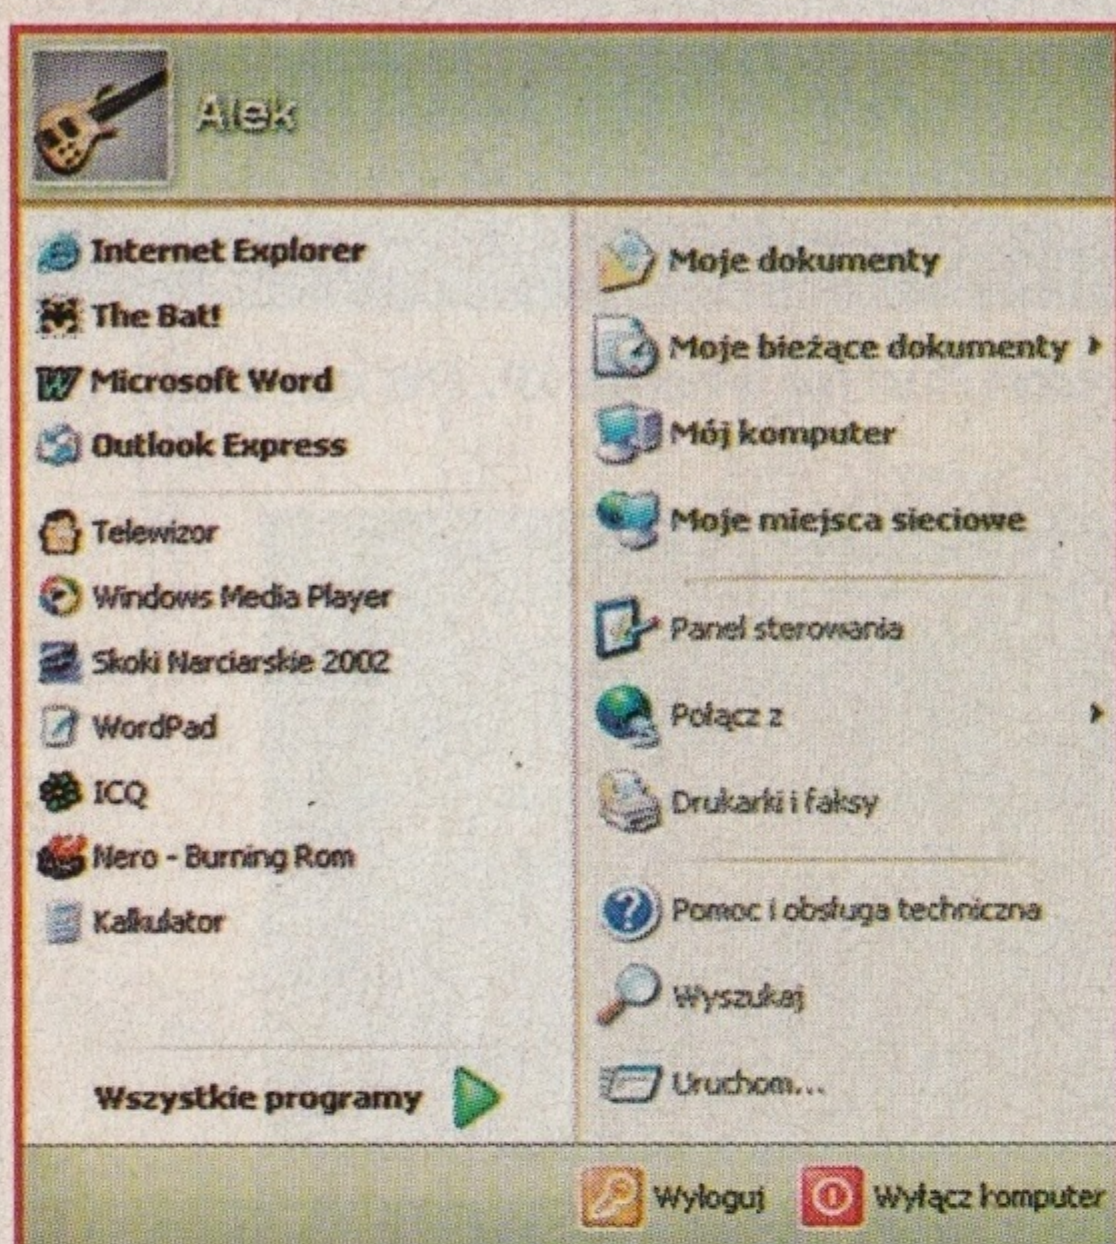 Alek
Internet Explorer
The Bat!
Microsoft Word
Outlook Express
Telewizor
Windows Media Player
Skoki Narciarskie 2002
WordPad
ICQ
Nero - Burning Rom
Kalkulator
Wszystkie programy
Moje dokumenty
Moje bieżące dokumenty
Mój komputer
Moje miejsca sieciowe
Panel sterowania
Połącz z
Drukarki i faksy
Pomoc i obsługa techniczna
Wyszukaj
Uruchom...
Wyloguj
Wyłącz komputer